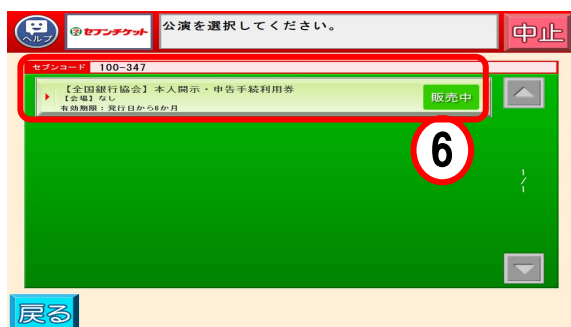 ヘルプ
セブンチケット
公演を選択してください。
中止
セブンコード 100-347
【全国銀行協会】本人開示・申告手続利用券
【会場】なし
有効期限：発行日から6か月
販売中
6
1/1
戻る